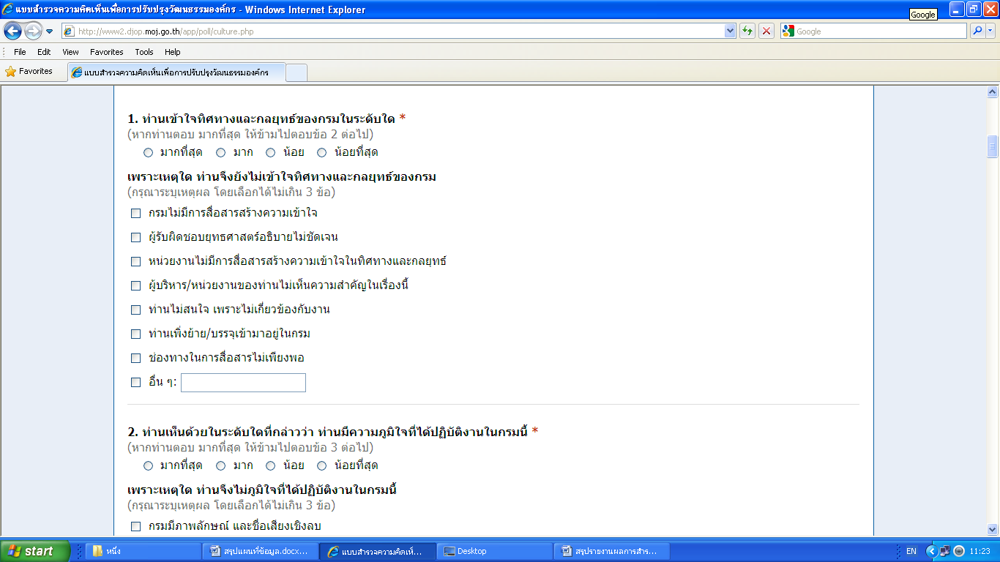 แบบสำรวจความคิดเห็นเพื่อการปรับปรุงวัฒนธรรมองค์กร - Windows Internet Explorer
Google
http://www2.djop.moj.go.th/app/poll/culture.php
Google
File Edit View Favorites Tools Help
Favorites
แบบสำรวจความคิดเห็นเพื่อการปรับปรุงวัฒนธรรมองค์กร
1. ท่านเข้าใจทิศทางและกลยุทธ์ของกรมในระดับใด *
(หากท่านตอบ มากที่สุด ให้ข้ามไปตอบข้อ 2 ต่อไป)
มากที่สุด มาก น้อย น้อยที่สุด
เพราะเหตุใด ท่านจึงยังไม่เข้าใจทิศทางและกลยุทธ์ของกรม
(กรุณาระบุเหตุผล โดยเลือกได้ไม่เกิน 3 ข้อ)
กรมไม่มีการสื่อสารสร้างความเข้าใจ
ผู้รับผิดชอบยุทธศาสตร์อธิบายไม่ชัดเจน
หน่วยงานไม่มีการสื่อสารสร้างความเข้าใจในทิศทางและกลยุทธ์
ผู้บริหาร/หน่วยงานของท่านไม่เห็นความสำคัญในเรื่องนี้
ท่านไม่สนใจ เพราะไม่เกี่ยวข้องกับงาน
ท่านเพิ่งย้าย/บรรจุเข้ามาอยู่ในกรม
ช่องทางในการสื่อสารไม่เพียงพอ
อื่น ๆ:
2. ท่านเห็นด้วยในระดับใดที่กล่าวว่า ท่านมีความภูมิใจที่ได้ปฏิบัติงานในกรมนี้ *
(หากท่านตอบ มากที่สุด ให้ข้ามไปตอบข้อ 3 ต่อไป)
มากที่สุด มาก น้อย น้อยที่สุด
เพราะเหตุใด ท่านจึงไม่ภูมิใจที่ได้ปฏิบัติงานในกรมนี้
(กรุณาระบุเหตุผล โดยเลือกได้ไม่เกิน 3 ข้อ)
กรมมีภาพลักษณ์ และชื่อเสียงเชิงลบ
start หนึ่ง สรุปแผนที่ข้อมูล.docx... แบบสำรวจความคิดเห็... Desktop สรุปรายงานผลการสำร... EN 11:23